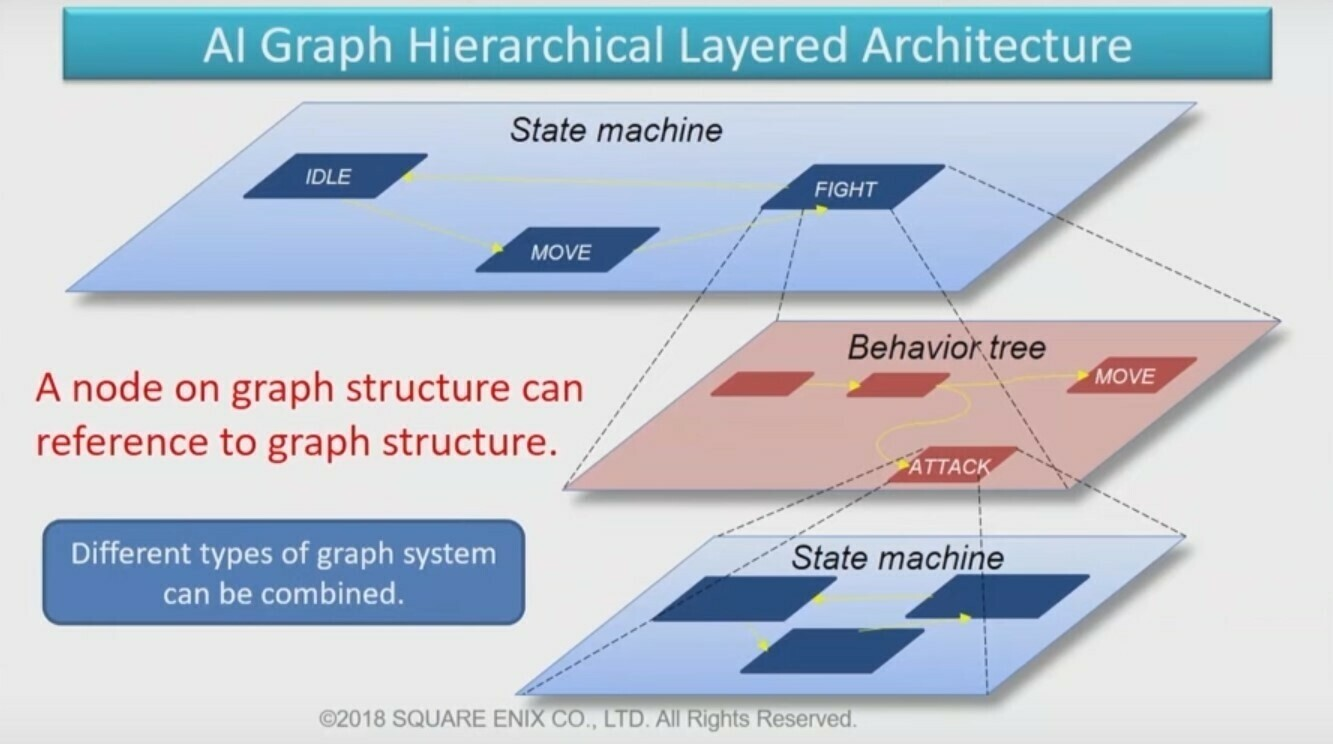 AI Graph Hierarchical Layered Architecture
State machine
IDLE
FIGHT
MOVE
Behavior tree
MOVE
ATTACK
A node on graph structure can
reference to graph structure.
Different types of graph system
can be combined.
State machine
©2018 SQUARE ENIX CO., LTD. All Rights Reserved.